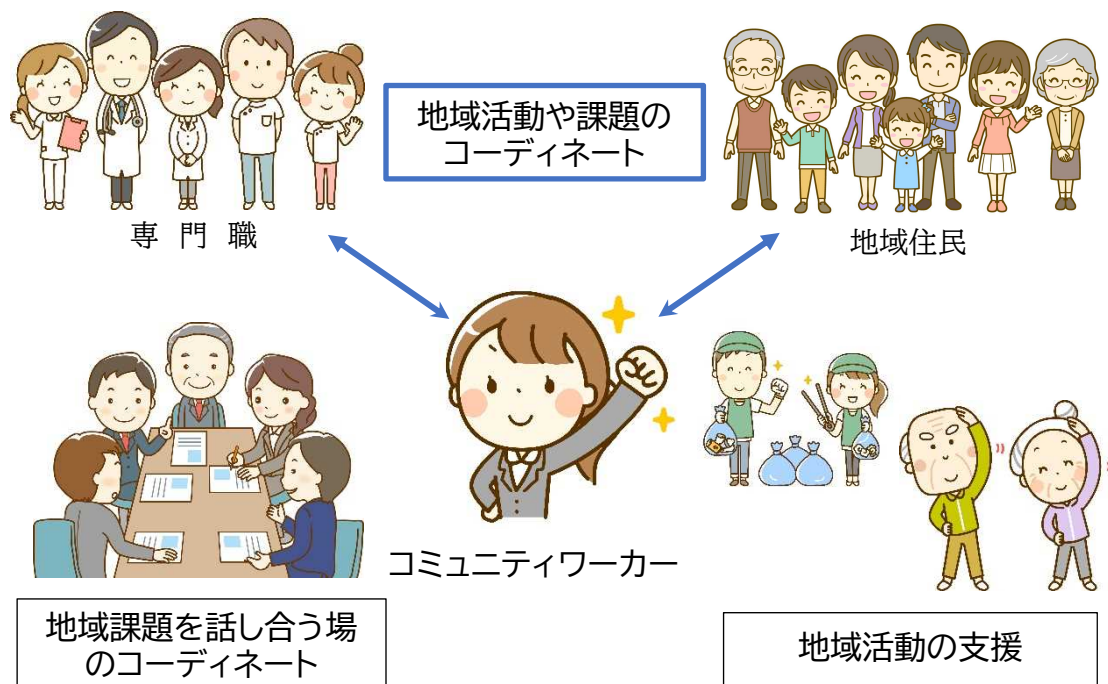 地域活動や課題の
コーディネート
専門職
地域住民
コミュニティワーカー
地域課題を話し合う場
のコーディネート
地域活動の支援